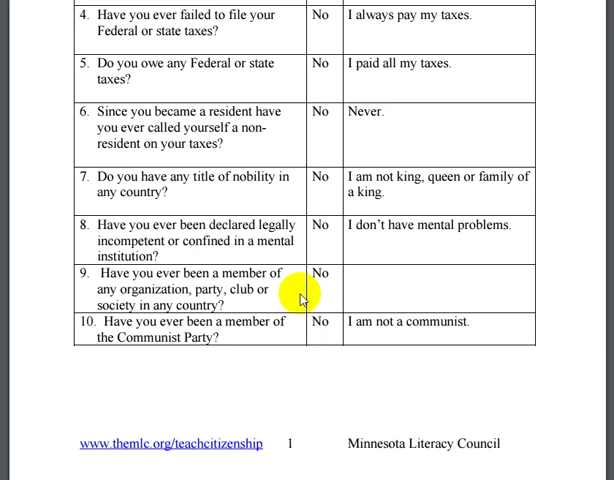 4. Have you ever failed to file your Federal or state taxes? No I always pay my taxes.
5. Do you owe any Federal or state taxes? No I paid all my taxes.
6. Since you became a resident have you ever called yourself a non-resident on your taxes? No Never.
7. Do you have any title of nobility in any country? No I am not king, queen or family of a king.
8. Have you ever been declared legally incompetent or confined in a mental institution? No I don't have mental problems.
9. Have you ever been a member of any organization, party, club or society in any country? No
10. Have you ever been a member of the Communist Party? No I am not a communist.
www.themlc.org/teachcitizenship 1 Minnesota Literacy Council